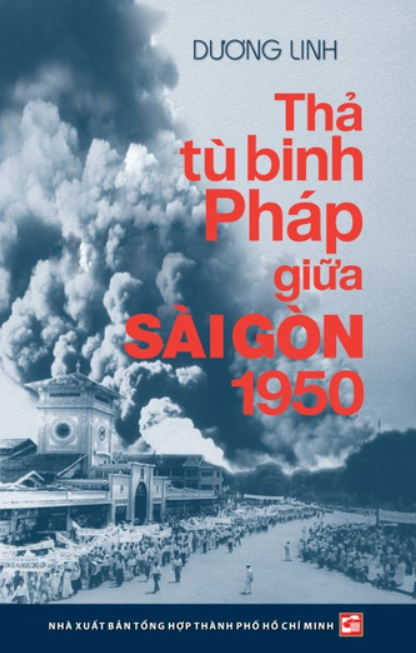 DƯƠNG LINH
Thả
tù binh
Pháp
giữa
SÀI GÒN
1950
NHÀ XUẤT BẢN TỔNG HỢP THÀNH PHỐ HỒ CHÍ MINH